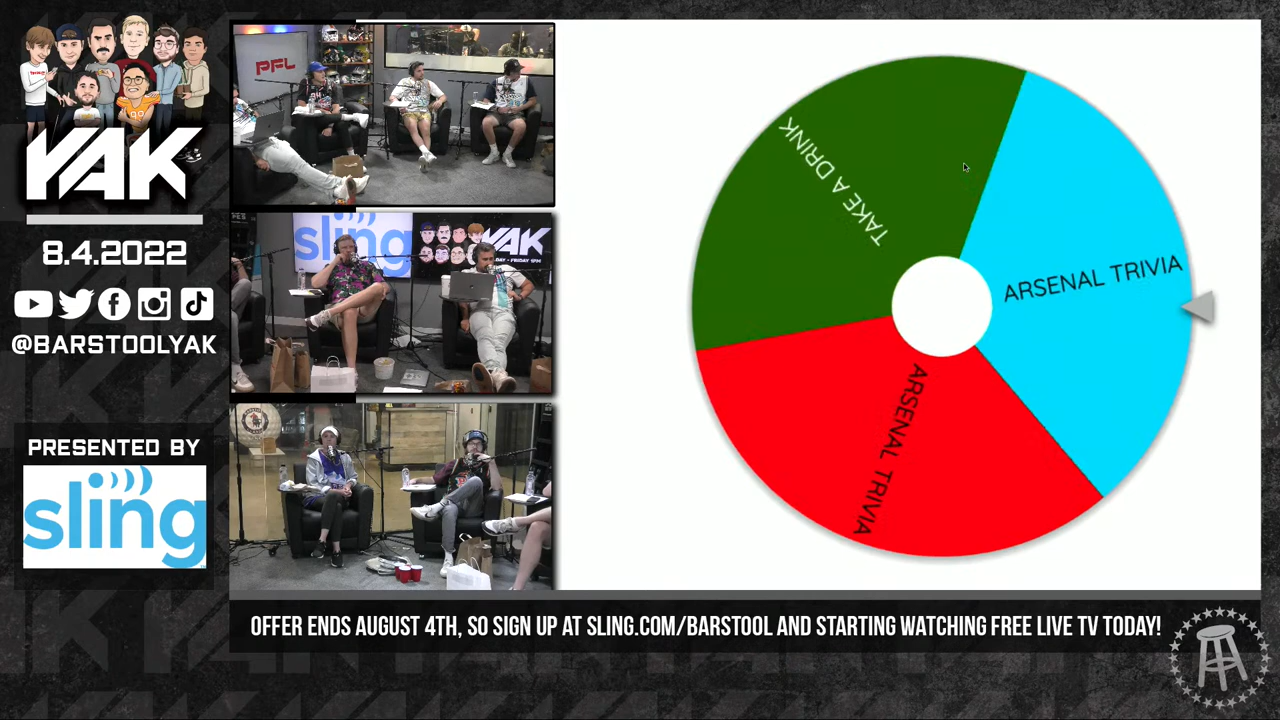 YAK
8.4.2022
@BARSTOOLYAK
PRESENTED BY
sling
PFL
sling
YAK
TAKE A DRINK
ARSENAL TRIVIA
ARSENAL TRIVIA
OFFER ENDS AUGUST 4TH, SO SIGN UP AT SLING.COM/BARSTOOL AND STARTING WATCHING FREE LIVE TV TODAY!